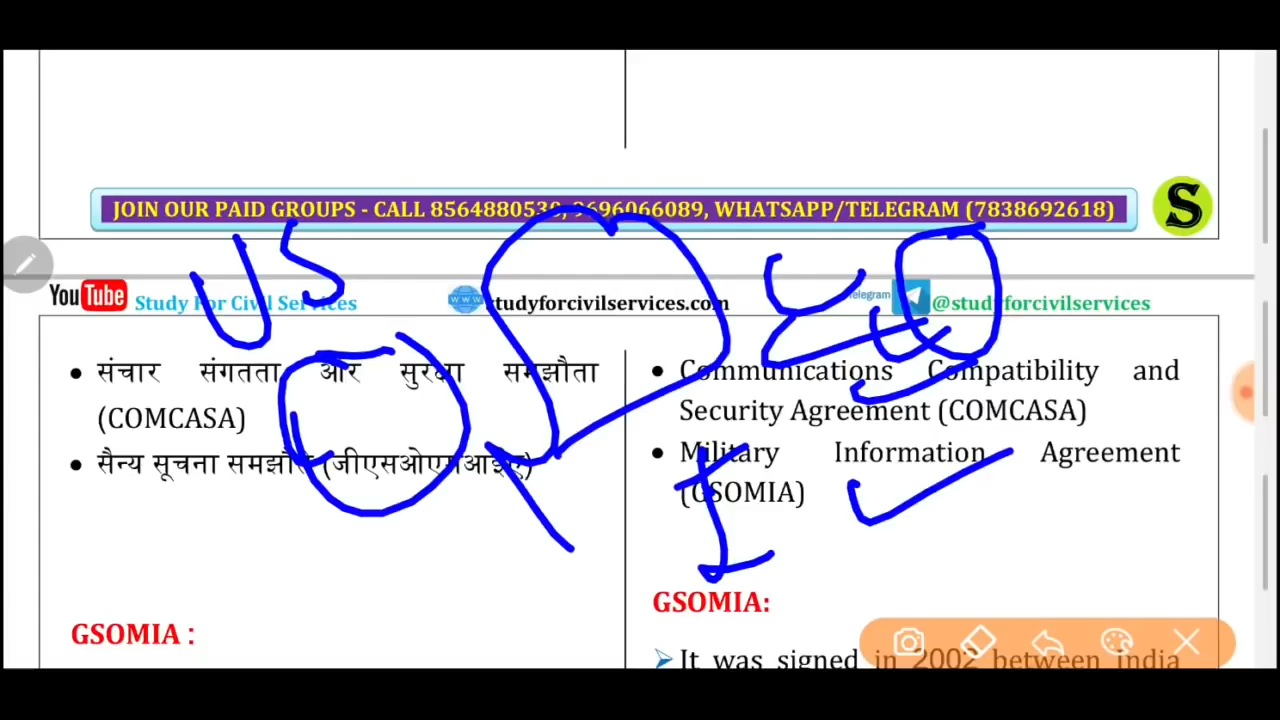 JOIN OUR PAID GROUPS - CALL 8564880530, 9696066089, WHATSAPP/TELEGRAM (7838692618)
S
US
YouTube Study For Civil Services
www studyforcivilservices.com
Telegram @studyforcivilservices
• संचार संगतता और सुरक्षा समझौता
(COMCASA)
• सैन्य सूचना समझौता (जीएसओएमआईए)
GSOMIA :
• Communications Compatibility and
Security Agreement (COMCASA)
• Military Information Agreement
(GSOMIA)
I
GSOMIA:
It was signed in 2002 between India